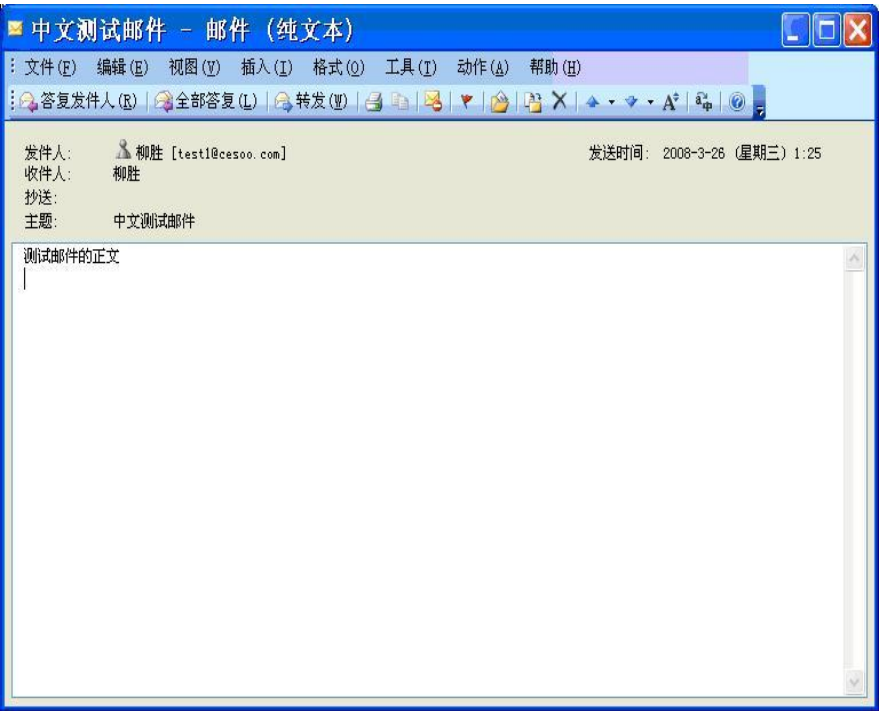 中文测试邮件 - 邮件 (纯文本)
文件(F) 编辑(E) 视图(V) 插入(I) 格式(O) 工具(T) 动作(A) 帮助(H)
答复发件人(R) 全部答复(L) 转发(W)
发件人: 柳胜 [test1@cesoo.com] 发送时间: 2008-3-26 (星期三) 1:25
收件人: 柳胜
抄送:
主题: 中文测试邮件
测试邮件的正文